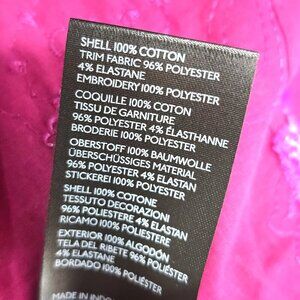 SHELL 100% COTTON
TRIM FABRIC 96% POLYESTER
4% ELASTANE
EMBROIDERY 100% POLYESTER
COQUILLE 100% COTON
TISSU DE GARNITURE
96% POLYESTER 4% ÉLASTHANNE
BRODERIE 100% POLYESTER
OBERSTOFF 100% BAUMWOLLE
ÜBERSCHÜSSIGES MATERIAL
96% POLYESTER 4% ELASTAN
STICKEREI 100% POLYESTER
SHELL 100% COTONE
TESSUTO DECORAZIONI
96% POLIESTERE 4% ELASTAN
RICAMO 100% POLIESTERE
EXTERIOR 100% ALGODÓN
TELA DEL RIBETE 96% POLIÉSTER
4% ELASTANO
BORDADO 100% POLIÉSTER
MADE IN